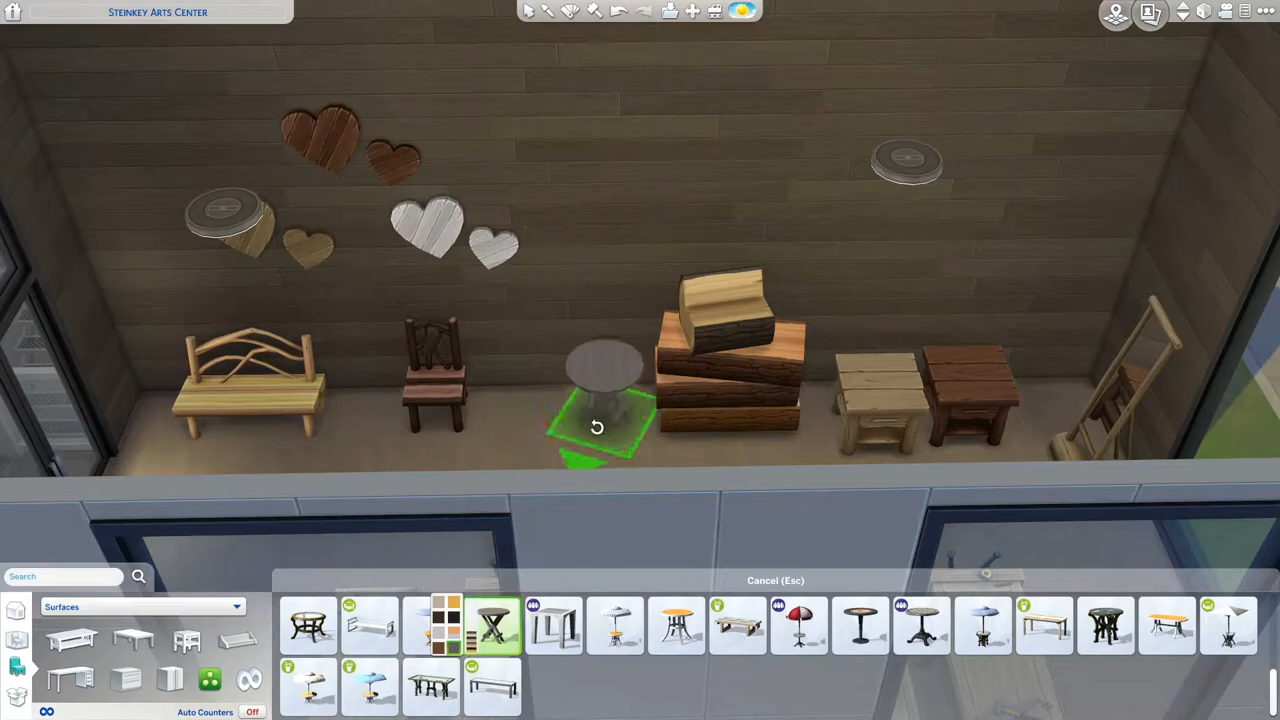 STEINKEY ARTS CENTER
Cancel (Esc)
Search
Surfaces
Auto Counters
Off